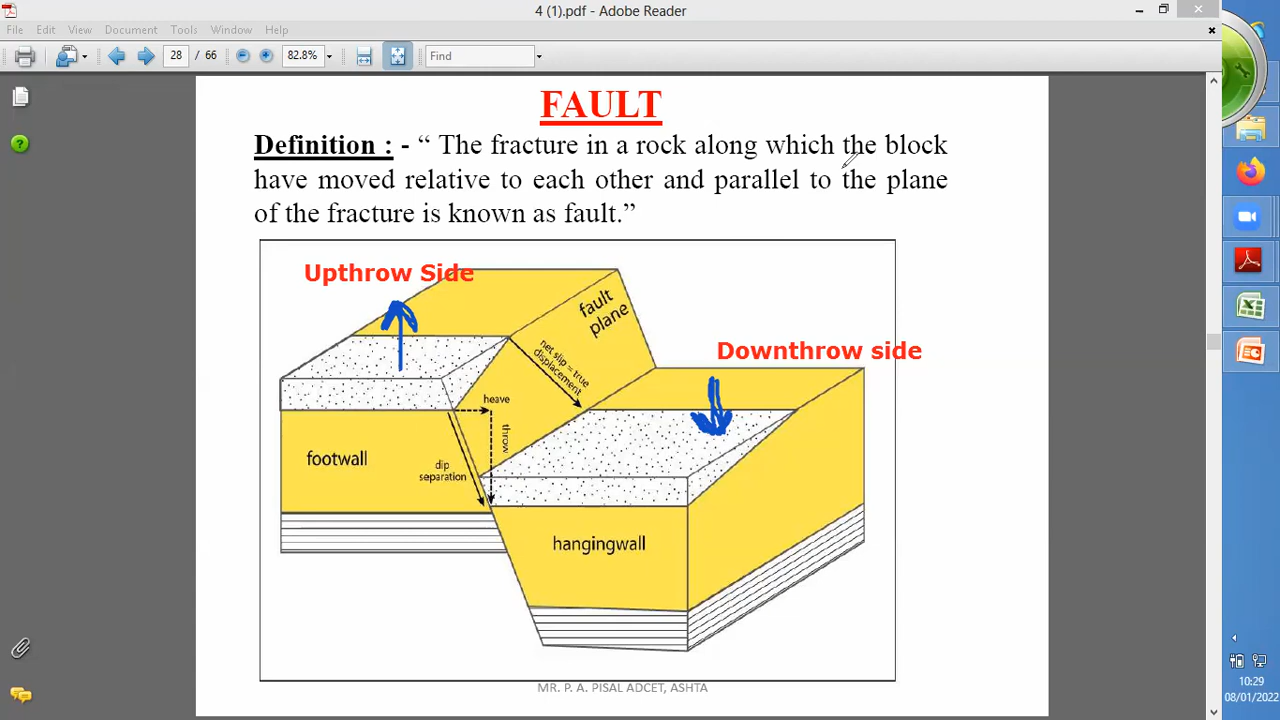 4 (1).pdf - Adobe Reader
File Edit View Document Tools Window Help
28 / 66 82.8% Find
FAULT
Definition : - “ The fracture in a rock along which the block
have moved relative to each other and parallel to the plane
of the fracture is known as fault.”
Upthrow Side
fault
plane
Downthrow side
net slip = true
displacement
heave
throw
footwall
dip
separation
hangingwall
MR. P. A. PISAL ADCET, ASHTA
10:29
08/01/2022